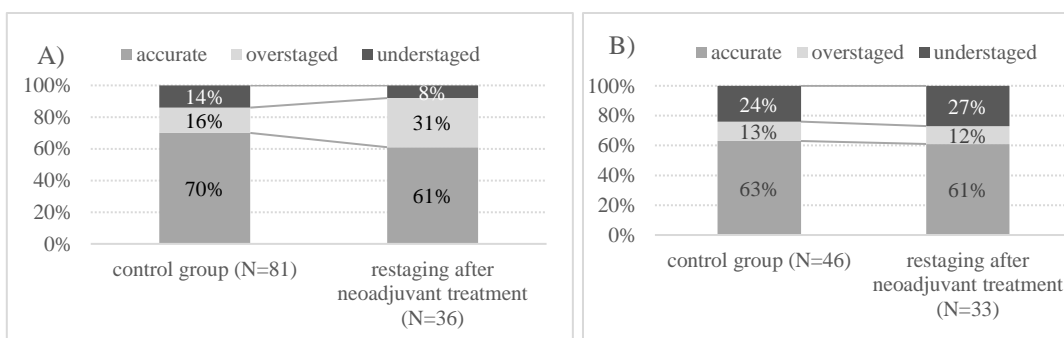 A)
accurate overstaged understaged
100%
80%
60%
40%
20%
0%
14%
16%
70%
8%
31%
61%
control group (N=81)
restaging after
neoadjuvant treatment
(N=36)
B)
accurate overstaged understaged
100%
80%
60%
40%
20%
0%
24%
13%
63%
27%
12%
61%
control group (N=46)
restaging after
neoadjuvant treatment
(N=33)